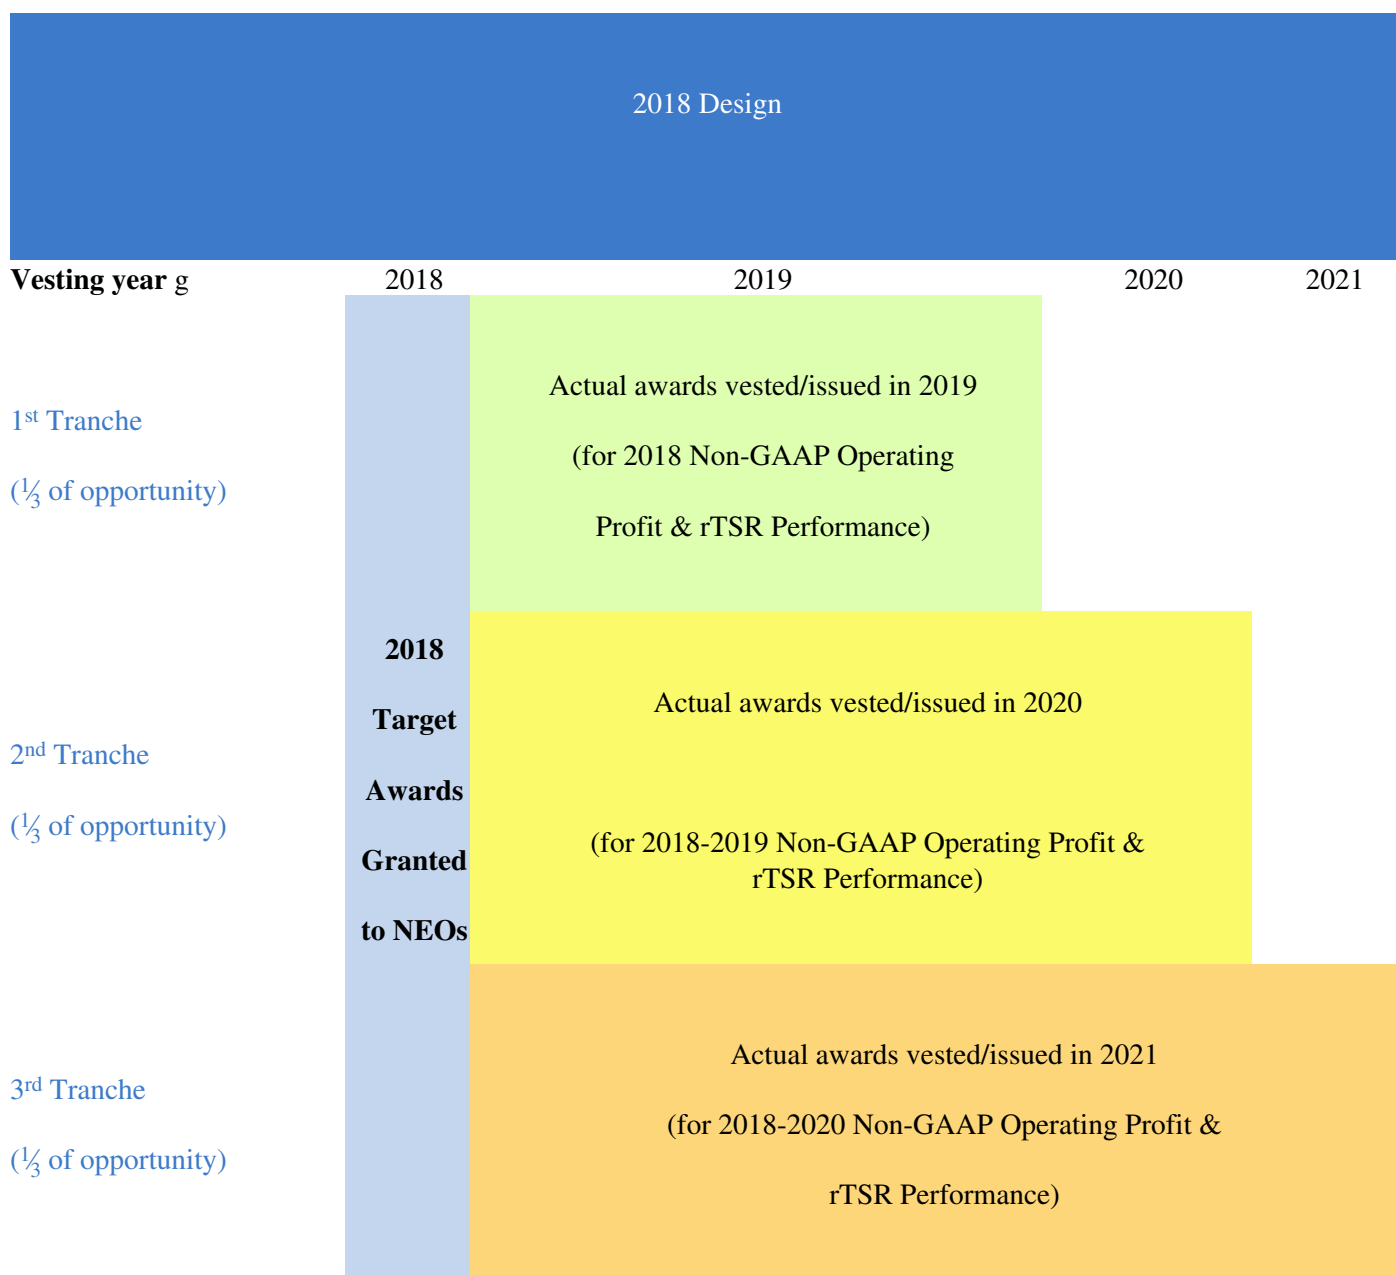 2018 Design
Vesting year g 2018 2019 2020 2021
1st Tranche
(⅓ of opportunity)
Actual awards vested/issued in 2019
(for 2018 Non-GAAP Operating
Profit & rTSR Performance)
2018
Target
Awards
Granted
to NEOs
2nd Tranche
(⅓ of opportunity)
Actual awards vested/issued in 2020
(for 2018-2019 Non-GAAP Operating Profit &
rTSR Performance)
3rd Tranche
(⅓ of opportunity)
Actual awards vested/issued in 2021
(for 2018-2020 Non-GAAP Operating Profit &
rTSR Performance)